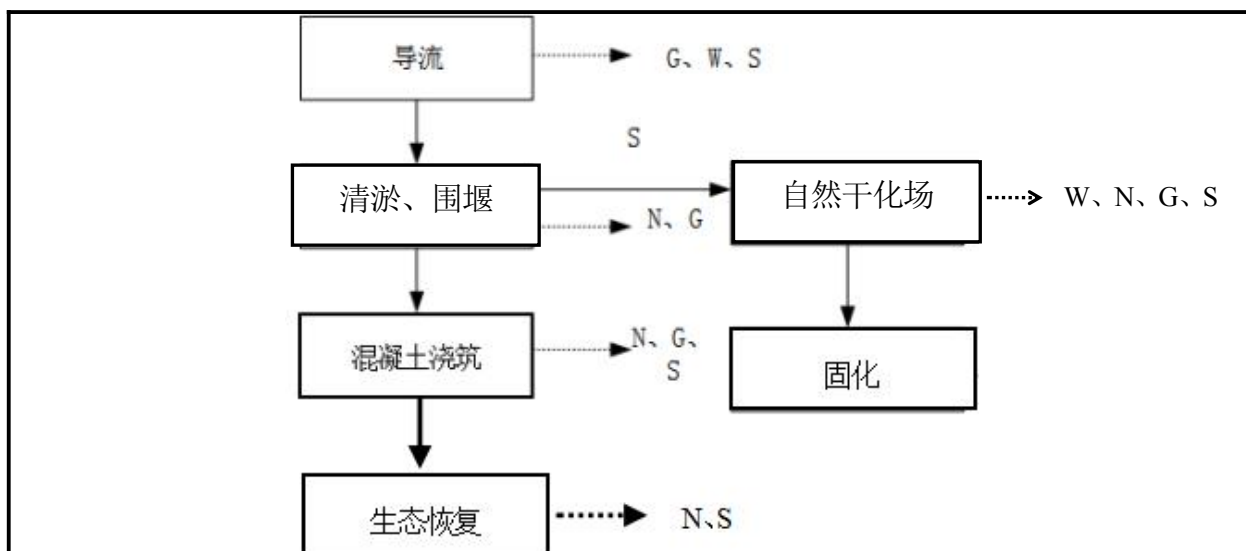 导流
G、W、S
S
清淤、围堰
自然干化场
W、N、G、S
N、G
混凝土浇筑
N、G、
S
固化
生态恢复
N、S